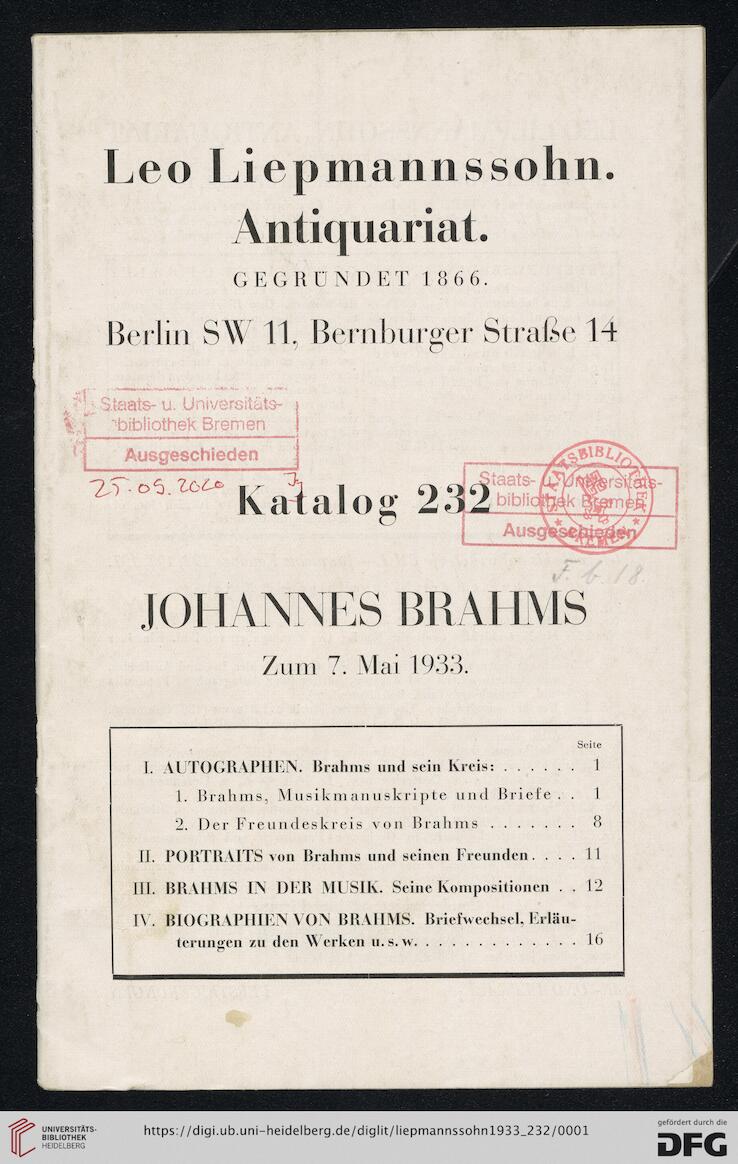 Leo Liepmannssohn.
Antiquariat.
GEGRÜNDET 1866.
Berlin SW 11, Bernburger Straße 14
Staats- u. Universitäts-
bibliothek Bremen
Ausgeschieden
25.05.2020
Katalog 232
Staats- u. Universitäts-
bibliothek Bremen
Ausgeschieden
STAATSBIBLIOTHEK
* BREMEN *
F. b. 18.
JOHANNES BRAHMS
Zum 7. Mai 1933.
Seite
I. AUTOGRAPHEN. Brahms und sein Kreis: . . . . . . 1
1. Brahms, Musikmanuskripte und Briefe . . 1
2. Der Freundeskreis von Brahms . . . . . . . 8
II. PORTRAITS von Brahms und seinen Freunden. . . . 11
III. BRAHMS IN DER MUSIK. Seine Kompositionen . . 12
IV. BIOGRAPHIEN VON BRAHMS. Briefwechsel, Erläu-
terungen zu den Werken u. s. w. . . . . . . . . . . . . . 16
UNIVERSITÄTS-
BIBLIOTHEK
HEIDELBERG
https://digi.ub.uni-heidelberg.de/diglit/liepmannssohn1933_232/0001
gefördert durch die
DFG